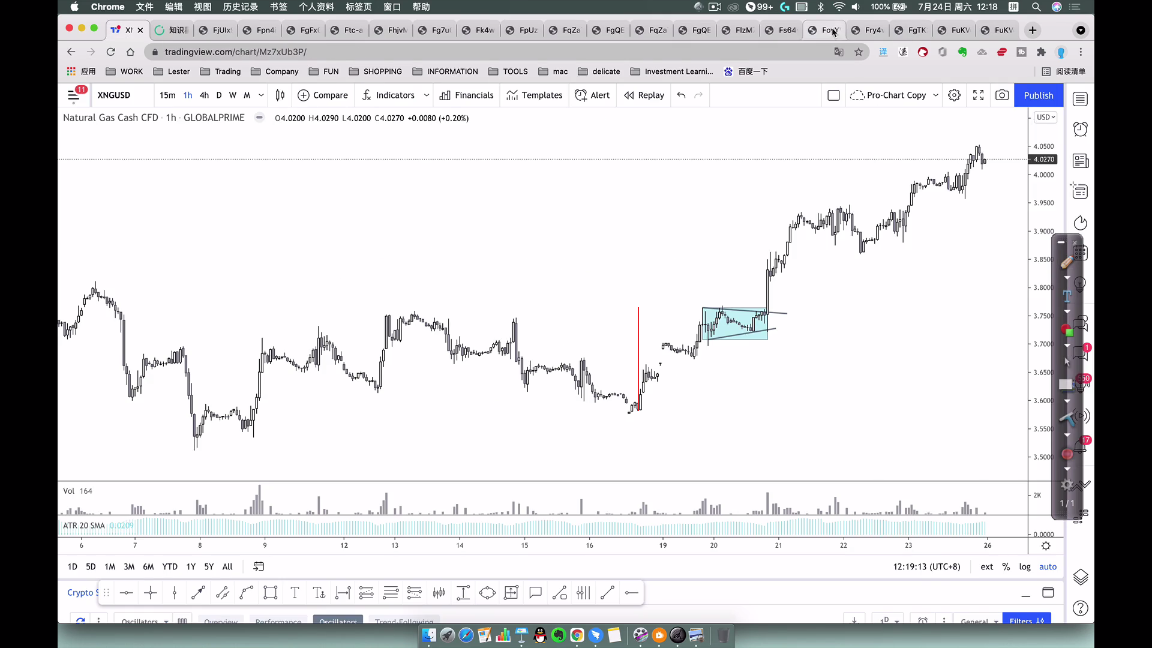 Chrome 文件 编辑 视图 历史记录 书签 个人资料 标签页 窗口 帮助
99+ 100% 7月24日 周六 12:18
知识 Fpn4 Ftc-a Fhjv Fg7u Fk4w FpUz FqZa FgQE FqZa FgQE Fs64 Fry4 FgTK FuKV FuKV
tradingview.com/chart/Mz7xUb3P/
应用 WORK Lester Trading Company FUN SHOPPING INFORMATION TOOLS mac delicate Investment Learni... 百度一下 阅读清单
11
XNGUSD 15m 1h 4h D W M Compare Indicators Financials Templates Alert Replay Pro-Chart Copy Publish
Natural Gas Cash CFD · 1h · GLOBALPRIME O4.0200 H4.0290 L4.0200 C4.0270 +0.0080 (+0.20%)
USD
4.0500
4.0270
4.0000
3.9500
3.9000
3.8500
3.8000
3.7500
3.7000
3.6500
3.6000
3.5500
3.5000
Vol 164
2K
ATR 20 SMA 0.0209
0.0000
6 7 8 9 12 13 14 15 16 19 20 21 22 23 26
1D 5D 1M 3M 6M YTD 1Y 5Y All 12:19:13 (UTC+8) ext % log auto
1/1
Crypto S
Oscillators Overview Performance Oscillators Trend-Following 1D General Filters